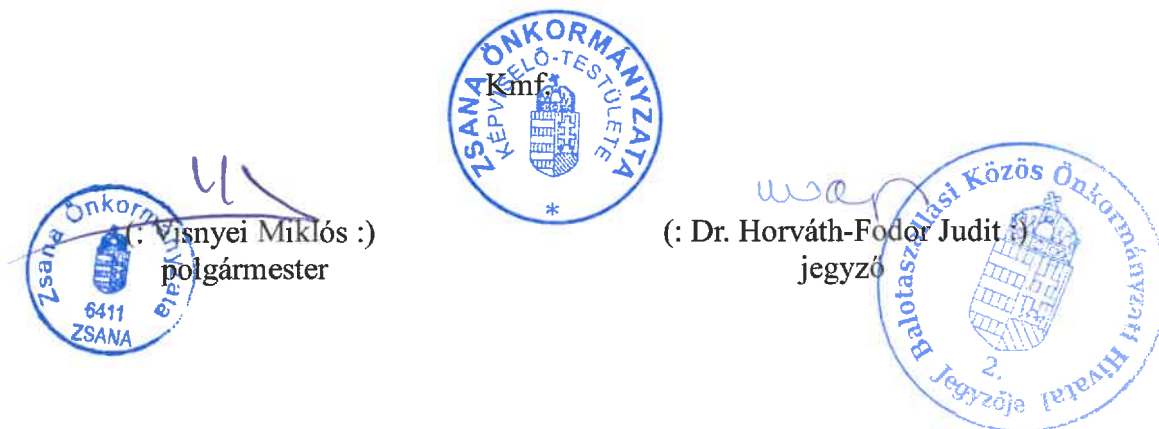 ZSANA ÖNKORMÁNYZATA
KÉPVISELŐ-TESTÜLETE
*
Kmf.
Zsana Önkormányzata
6411
ZSANA
(: Visnyei Miklós :)
polgármester
(: Dr. Horváth-Fodor Judit :)
jegyző
Balotaszállási Közös Önkormányzati Hivatal
Jegyzője
2.